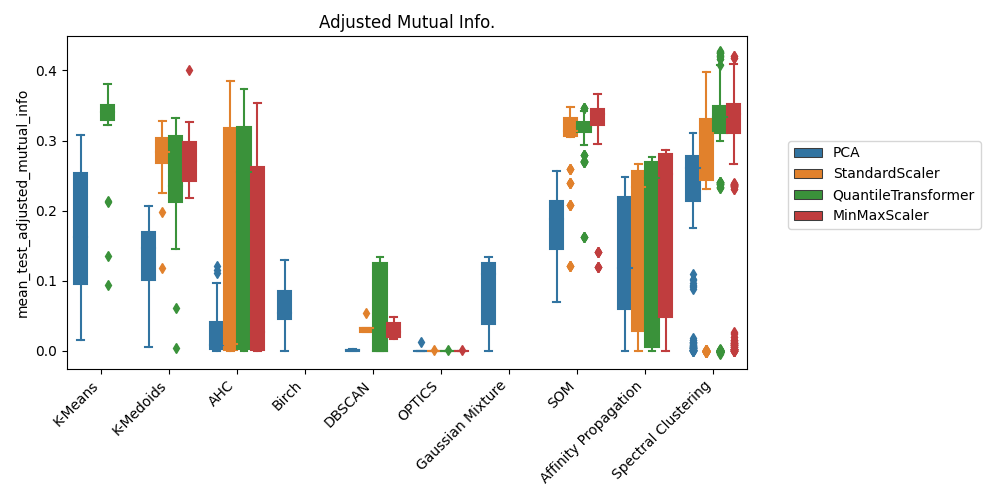 Adjusted Mutual Info.
mean_test_adjusted_mutual_info
0.4
0.3
0.2
0.1
0.0
K-Means
K-Medoids
AHC
Birch
DBSCAN
OPTICS
Gaussian Mixture
SOM
Affinity Propagation
Spectral Clustering
PCA
StandardScaler
QuantileTransformer
MinMaxScaler